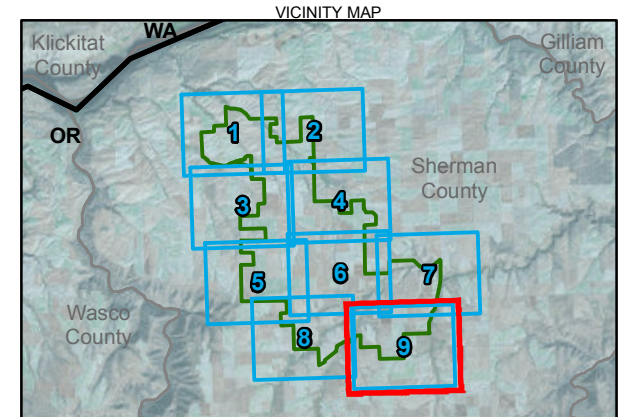 VICINITY MAP
WA
Klickitat
County
Gilliam
County
OR
1
2
Sherman
County
3
4
5
6
7
Wasco
County
8
9